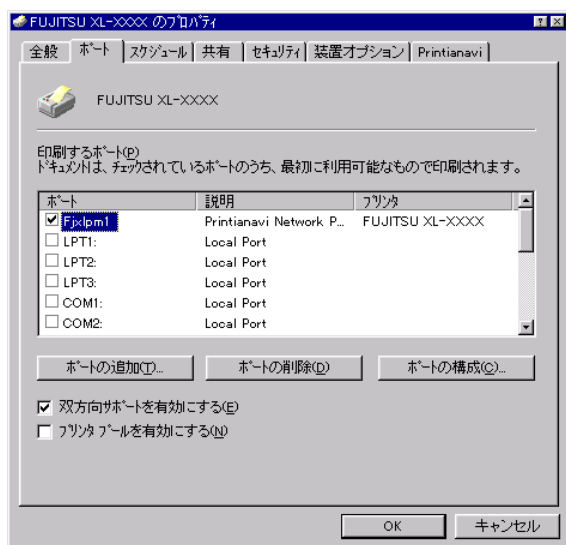 FUJITSU XL-XXXX のﾌﾟﾛﾊﾟﾃｨ
全般 ﾎﾟｰﾄ ｽｹｼﾞｭｰﾙ 共有 ｾｷｭﾘﾃｨ 装置オプション Printianavi
FUJITSU XL-XXXX
印刷するﾎﾟｰﾄ(P)
ﾄﾞｷｭﾒﾝﾄは、ﾁｪｯｸされているﾎﾟｰﾄのうち、最初に利用可能なもので印刷されます。
ﾎﾟｰﾄ 説明 ﾌﾟﾘﾝﾀ
Fjxlpm1 Printianavi Network P... FUJITSU XL-XXXX
LPT1: Local Port
LPT2: Local Port
LPT3: Local Port
COM1: Local Port
COM2: Local Port
ﾎﾟｰﾄの追加(T)... ﾎﾟｰﾄの削除(D) ﾎﾟｰﾄの構成(C)...
双方向ｻﾎﾟｰﾄを有効にする(E)
ﾌﾟﾘﾝﾀ ﾌﾟｰﾙを有効にする(N)
OK キャンセル